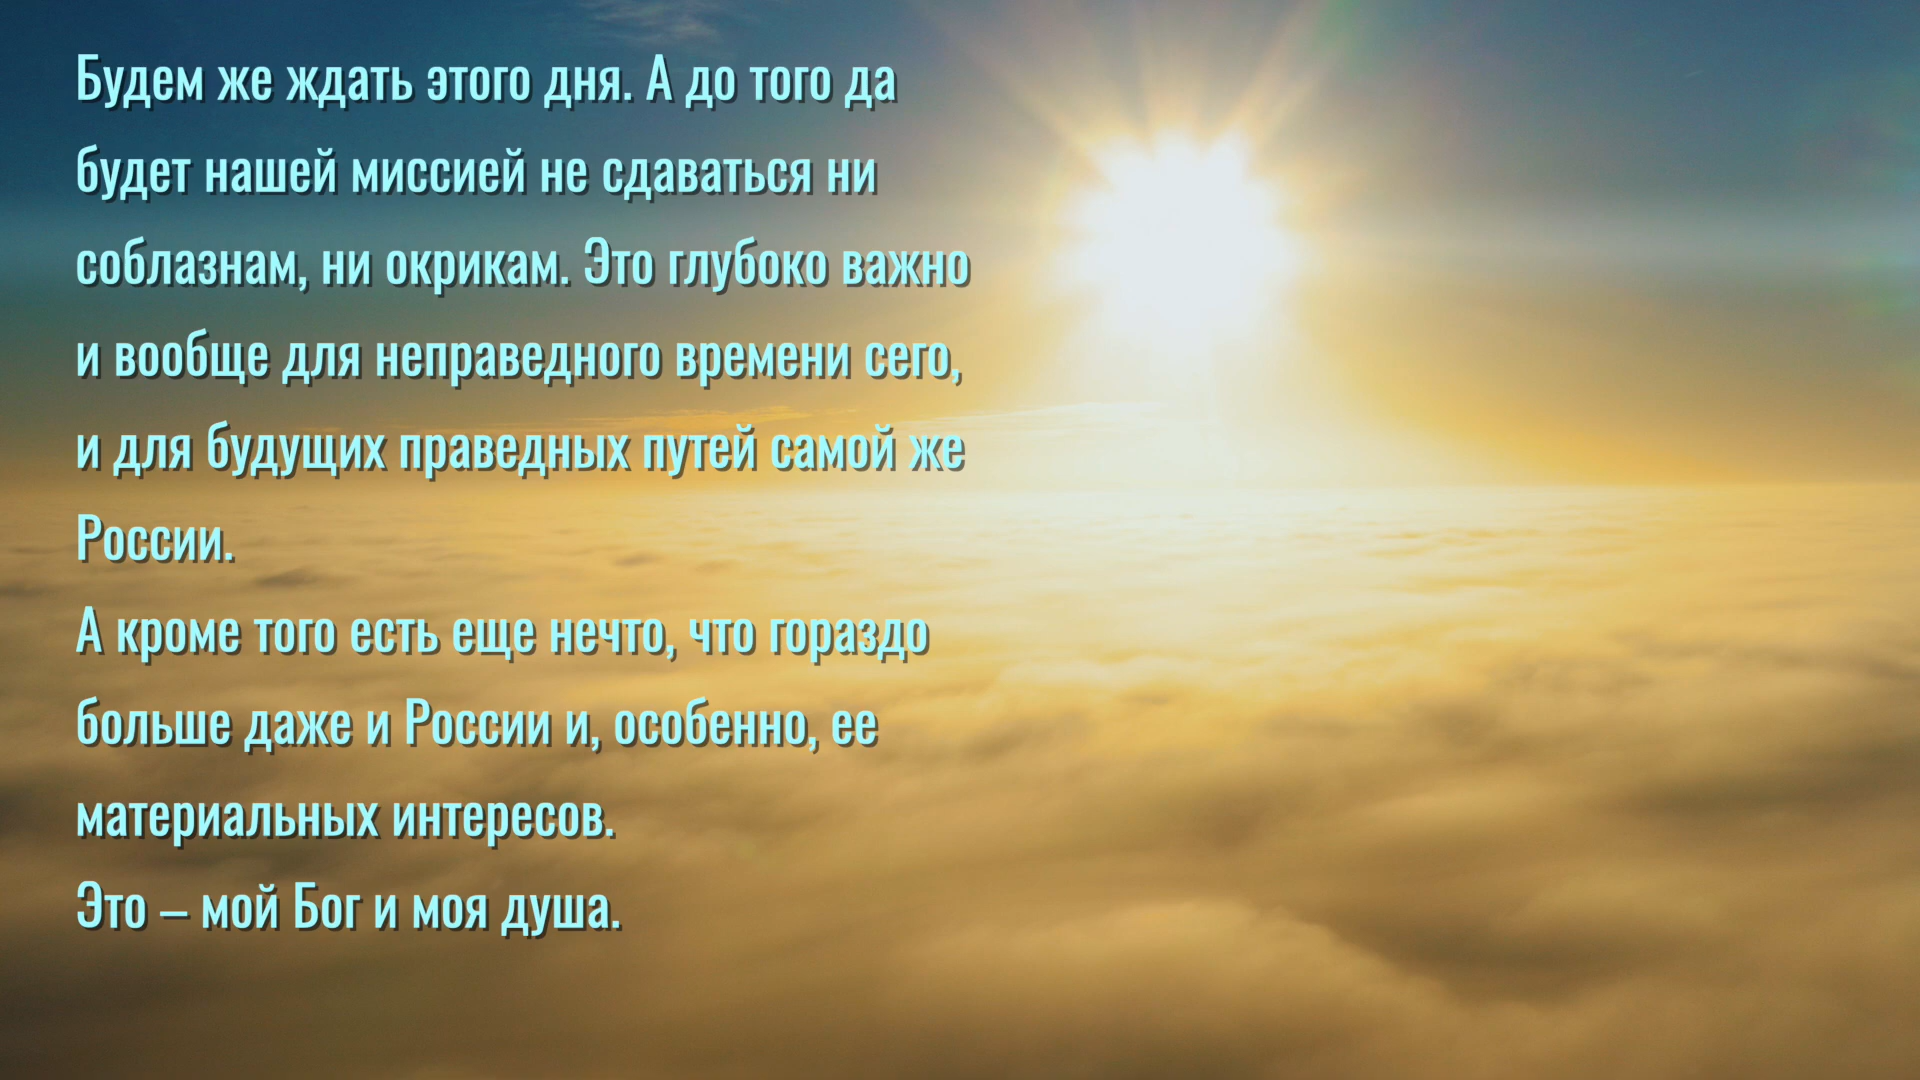 Будем же ждать этого дня. А до того да
будет нашей миссией не сдаваться ни
соблазнам, ни окрикам. Это глубоко важно
и вообще для неправедного времени сего,
и для будущих праведных путей самой же
России.
А кроме того есть еще нечто, что гораздо
больше даже и России и, особенно, ее
материальных интересов.
Это – мой Бог и моя душа.